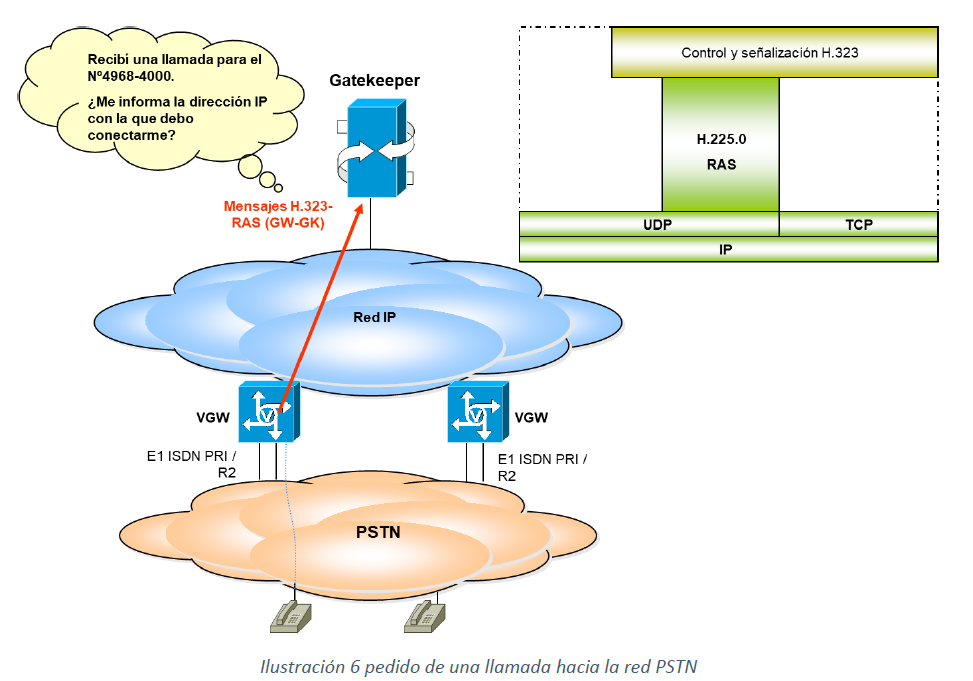 Recibí una llamada para el
Nº4968-4000.
¿Me informa la dirección IP
con la que debo
conectarme?
Gatekeeper
Mensajes H.323-
RAS (GW-GK)
Control y señalización H.323
H.225.0
RAS
UDP
TCP
IP
Red IP
VGW
VGW
V
E1 ISDN PRI /
R2
E1 ISDN PRI /
R2
PSTN
Ilustración 6 pedido de una llamada hacia la red PSTN